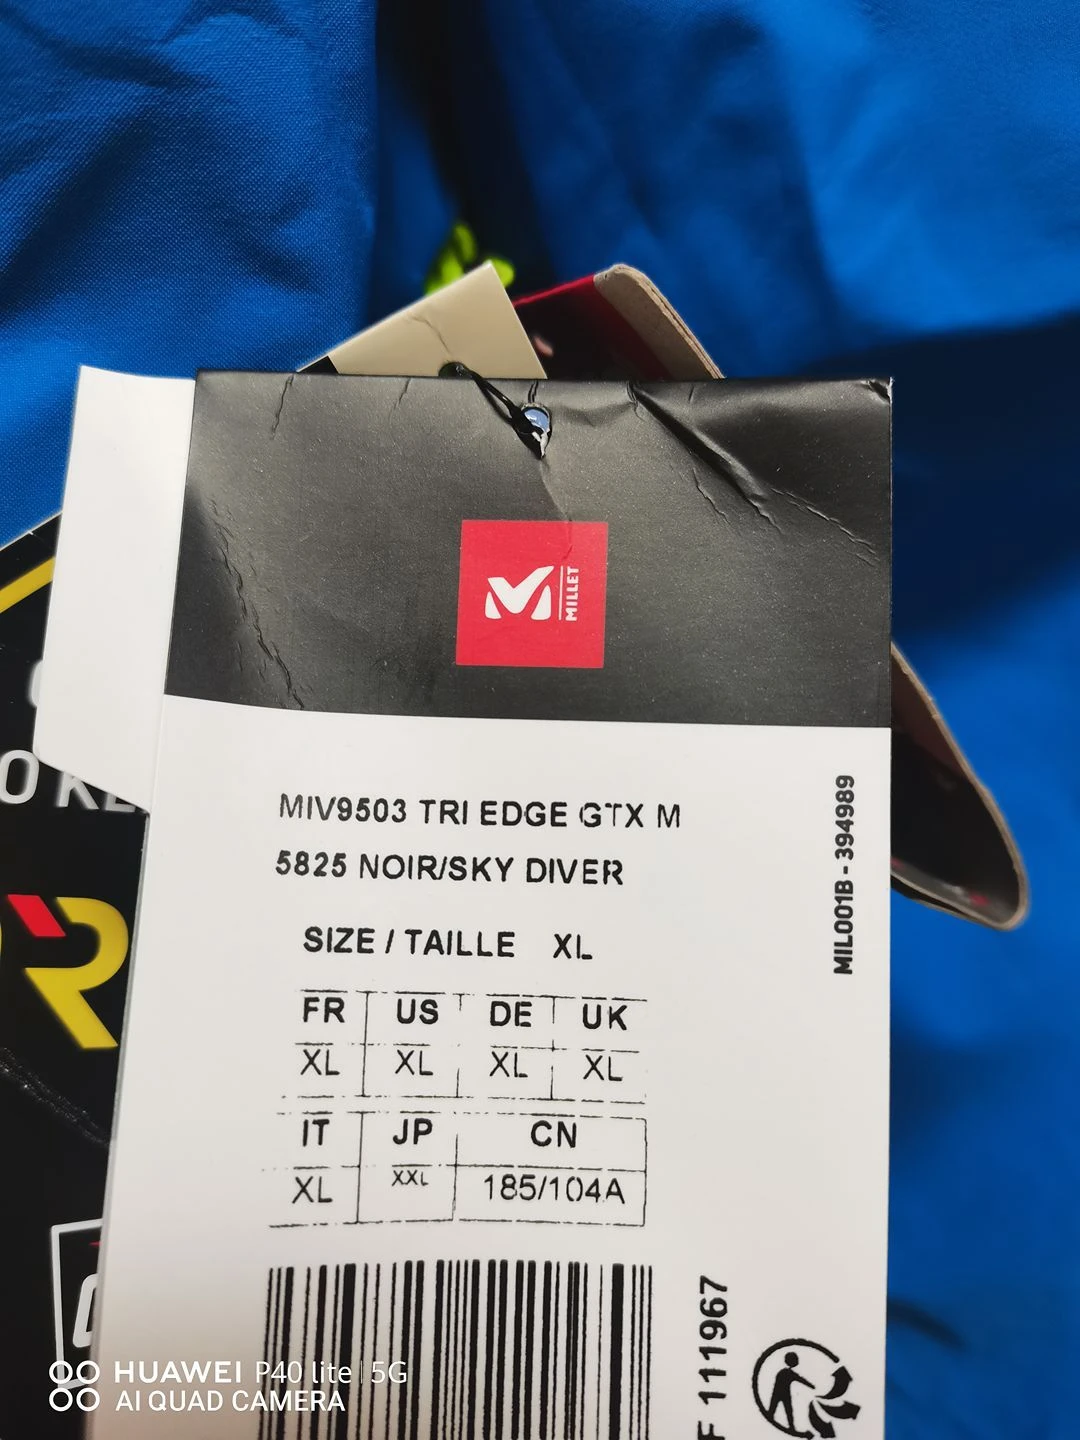 MILLET
MIV9503 TRI EDGE GTX M
5825 NOIR/SKY DIVER
SIZE / TAILLE XL
FR US DE UK
XL XL XL XL
IT JP CN
XL XXL 185/104A
MIL001B - 394989
F 111967
HUAWEI P40 lite | 5G
AI QUAD CAMERA